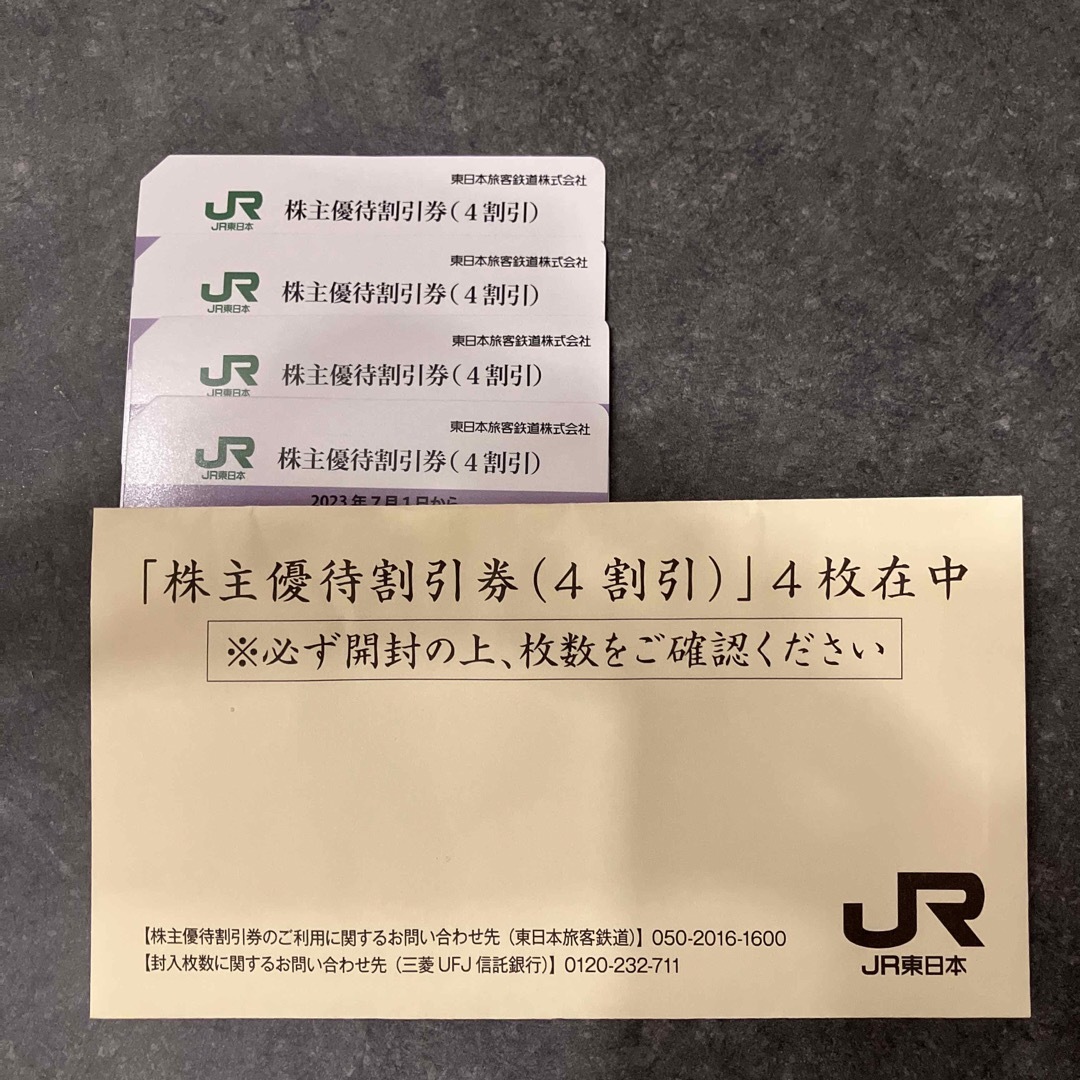 東日本旅客鉄道株式会社
JR 株主優待割引券(4割引)
JR東日本
東日本旅客鉄道株式会社
JR 株主優待割引券(4割引)
JR東日本
東日本旅客鉄道株式会社
JR 株主優待割引券(4割引)
JR東日本
東日本旅客鉄道株式会社
JR 株主優待割引券(4割引)
JR東日本
2023年7月1日から
「株主優待割引券(4割引)」4枚在中
※必ず開封の上、枚数をご確認ください
JR
JR東日本
【株主優待割引券のご利用に関するお問い合わせ先(東日本旅客鉄道)】050-2016-1600
【封入枚数に関するお問い合わせ先(三菱UFJ信託銀行)】0120-232-711